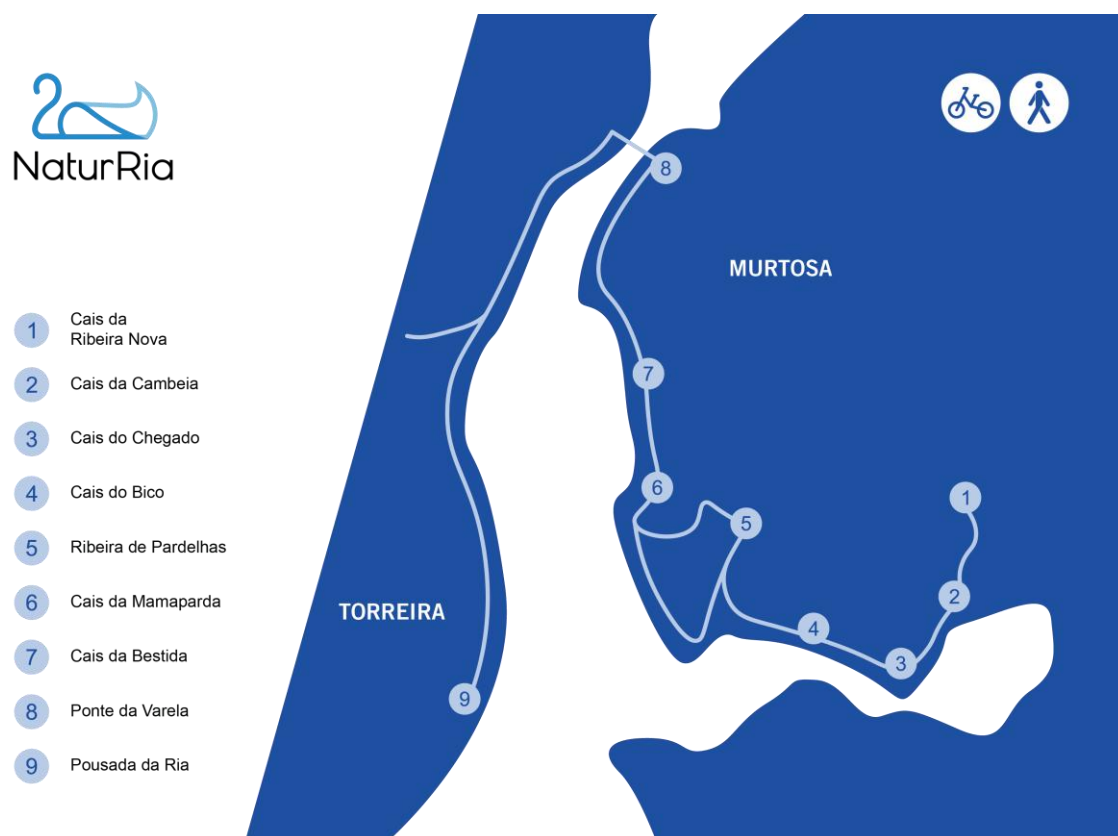 NaturRia
MURTOSA
TORREIRA
1 Cais da
Ribeira Nova
2 Cais da Cambeia
3 Cais do Chegado
4 Cais do Bico
5 Ribeira de Pardelhas
6 Cais da Mamaparda
7 Cais da Bestida
8 Ponte da Varela
9 Pousada da Ria
8
7
6
5
1
2
4
3
9